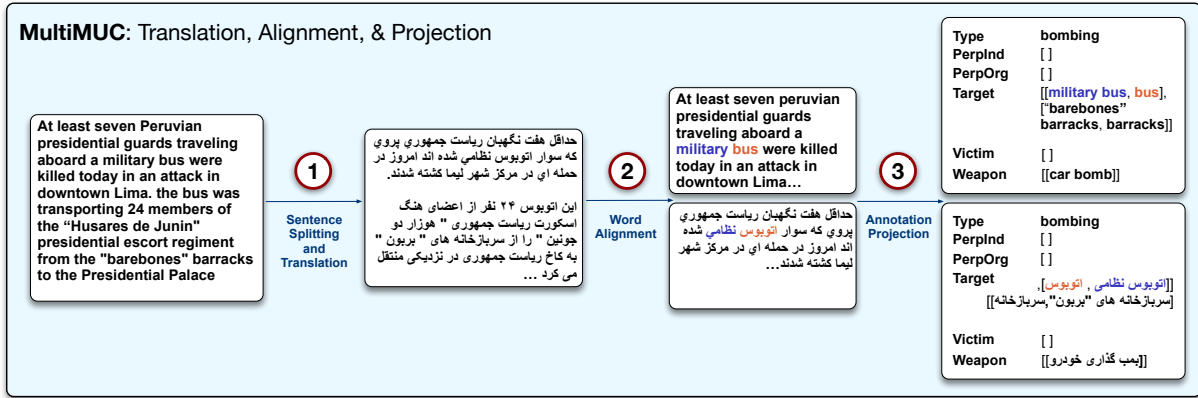 MultiMUC: Translation, Alignment, & Projection
At least seven Peruvian
presidential guards traveling
aboard a military bus were
killed today in an attack in
downtown Lima. the bus was
transporting 24 members of
the “Husares de Junin"
presidential escort regiment
from the "barebones" barracks
to the Presidential Palace
1
Sentence
Splitting
and
Translation
حداقل هفت نگهبان ریاست جمهوري پروي
که سوار اتوبوس نظامي شده اند امروز در
حمله اي در مرکز شهر لیما کشته شدند.
این اتوبوس ۲۴ نفر از اعضای هنگ
اسکورت ریاست جمهوری " هوزار دو
جونین " را از سربازخانه های " بربون "
به کاخ ریاست جمهوری در نزدیکی منتقل
می کرد ...
2
Word
Alignment
At least seven peruvian
presidential guards
traveling aboard a
military bus were killed
today in an attack in
downtown Lima…
حداقل هفت نگهبان ریاست جمهوري
پروي که سوار اتوبوس نظامي شده
اند امروز در حمله اي در مرکز شهر
لیما کشته شدند...
3
Annotation
Projection
Type bombing
PerpInd [ ]
PerpOrg [ ]
Target [[military bus, bus],
[“barebones”
barracks, barracks]]
Victim [ ]
Weapon [[car bomb]]
Type bombing
PerpInd [ ]
PerpOrg [ ]
Target [[اتوبوس نظامی , اتوبوس],
[سربازخانه های "بربون",سربازخانه]]
Victim [ ]
Weapon [[بمب گذاری خودرو]]